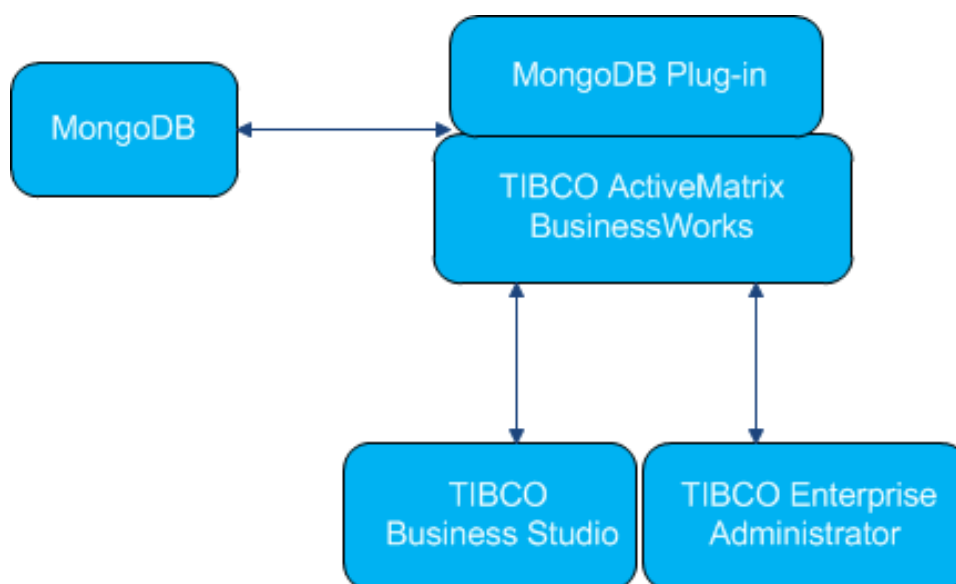 MongoDB Plug-in
MongoDB
TIBCO ActiveMatrix
BusinessWorks
TIBCO
Business Studio
TIBCO Enterprise
Administrator